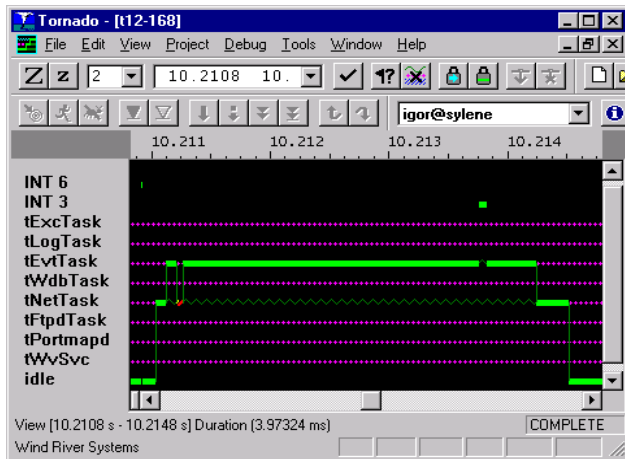 Tornado - [t12-168]
File Edit View Project Debug Tools Window Help
Z z 2 10.2108 10.
igor@sylene
10.211 10.212 10.213 10.214
INT 6
INT 3
tExcTask
tLogTask
tEvtTask
tWdbTask
tNetTask
tFtpdTask
tPortmapd
tWvSvc
idle
View [10.2108 s - 10.2148 s] Duration (3.97324 ms) COMPLETE
Wind River Systems